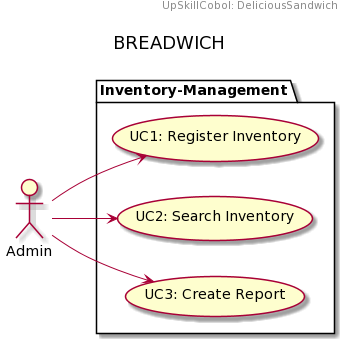 UpSkillCobol: DeliciousSandwich
BREADWICH
Inventory-Management
UC1: Register Inventory
UC2: Search Inventory
Admin
UC3: Create Report